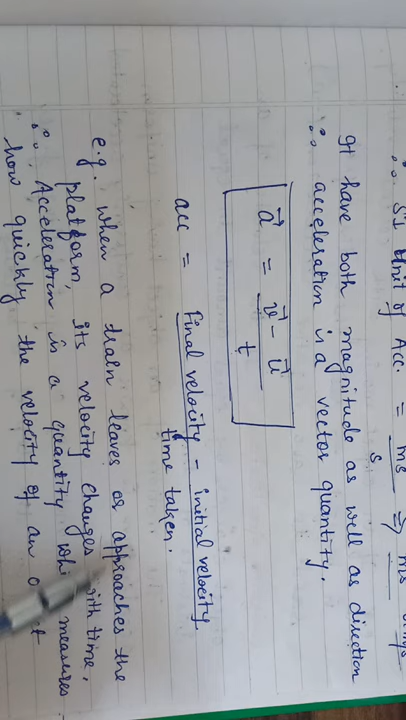 ∴ SI Unit of Acc. = ms / s ⇒
It have both magnitude as well as direction
∴ acceleration is a vector quantity.
a⃗ = v⃗ - u⃗ / t
acc = final velocity - initial velocity
time taken.
e.g. when a train leaves or approaches the
platform, its velocity changes with time.
∴ Acceleration is a quantity measures
how quickly the velocity of an